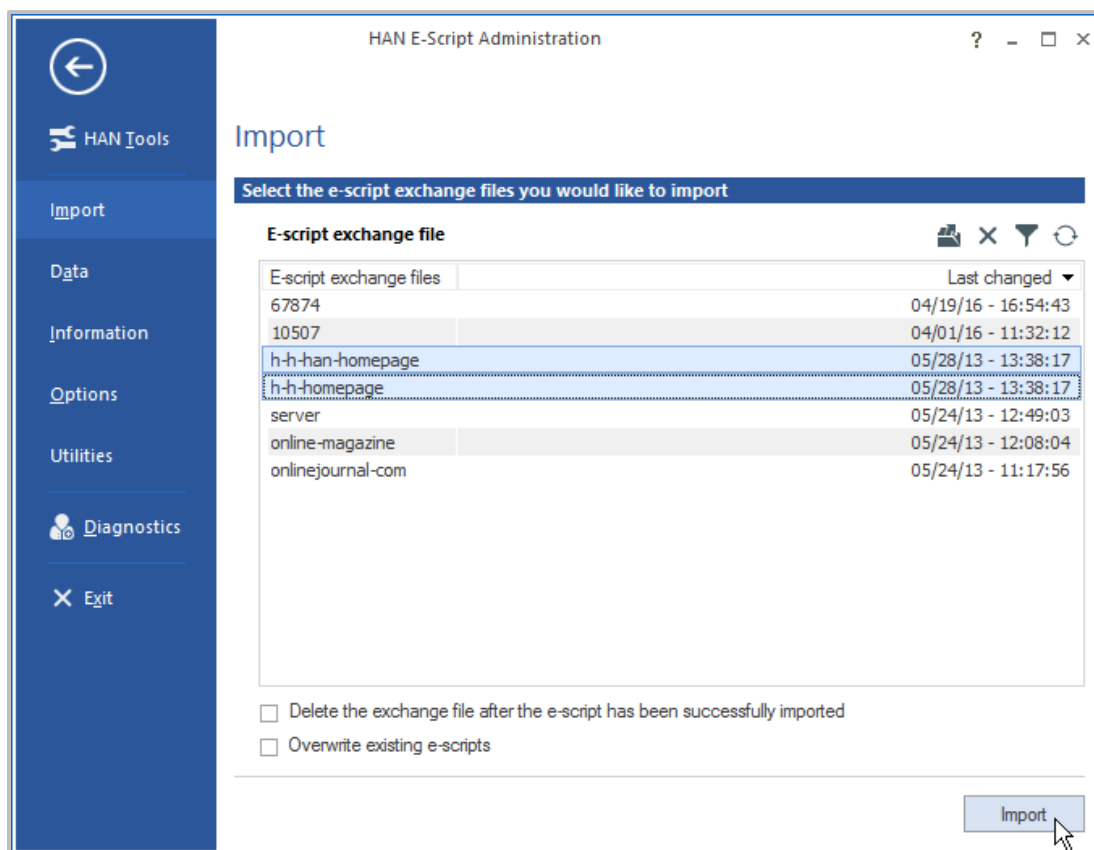 HAN E-Script Administration
?
HAN Tools
Import
Data
Information
Options
Utilities
Diagnostics
Exit
Import
Select the e-script exchange files you would like to import
E-script exchange file
E-script exchange files Last changed
67874 04/19/16 - 16:54:43
10507 04/01/16 - 11:32:12
h-h-han-homepage 05/28/13 - 13:38:17
h-h-homepage 05/28/13 - 13:38:17
server 05/24/13 - 12:49:03
online-magazine 05/24/13 - 12:08:04
onlinejournal-com 05/24/13 - 11:17:56
Delete the exchange file after the e-script has been successfully imported
Overwrite existing e-scripts
Import